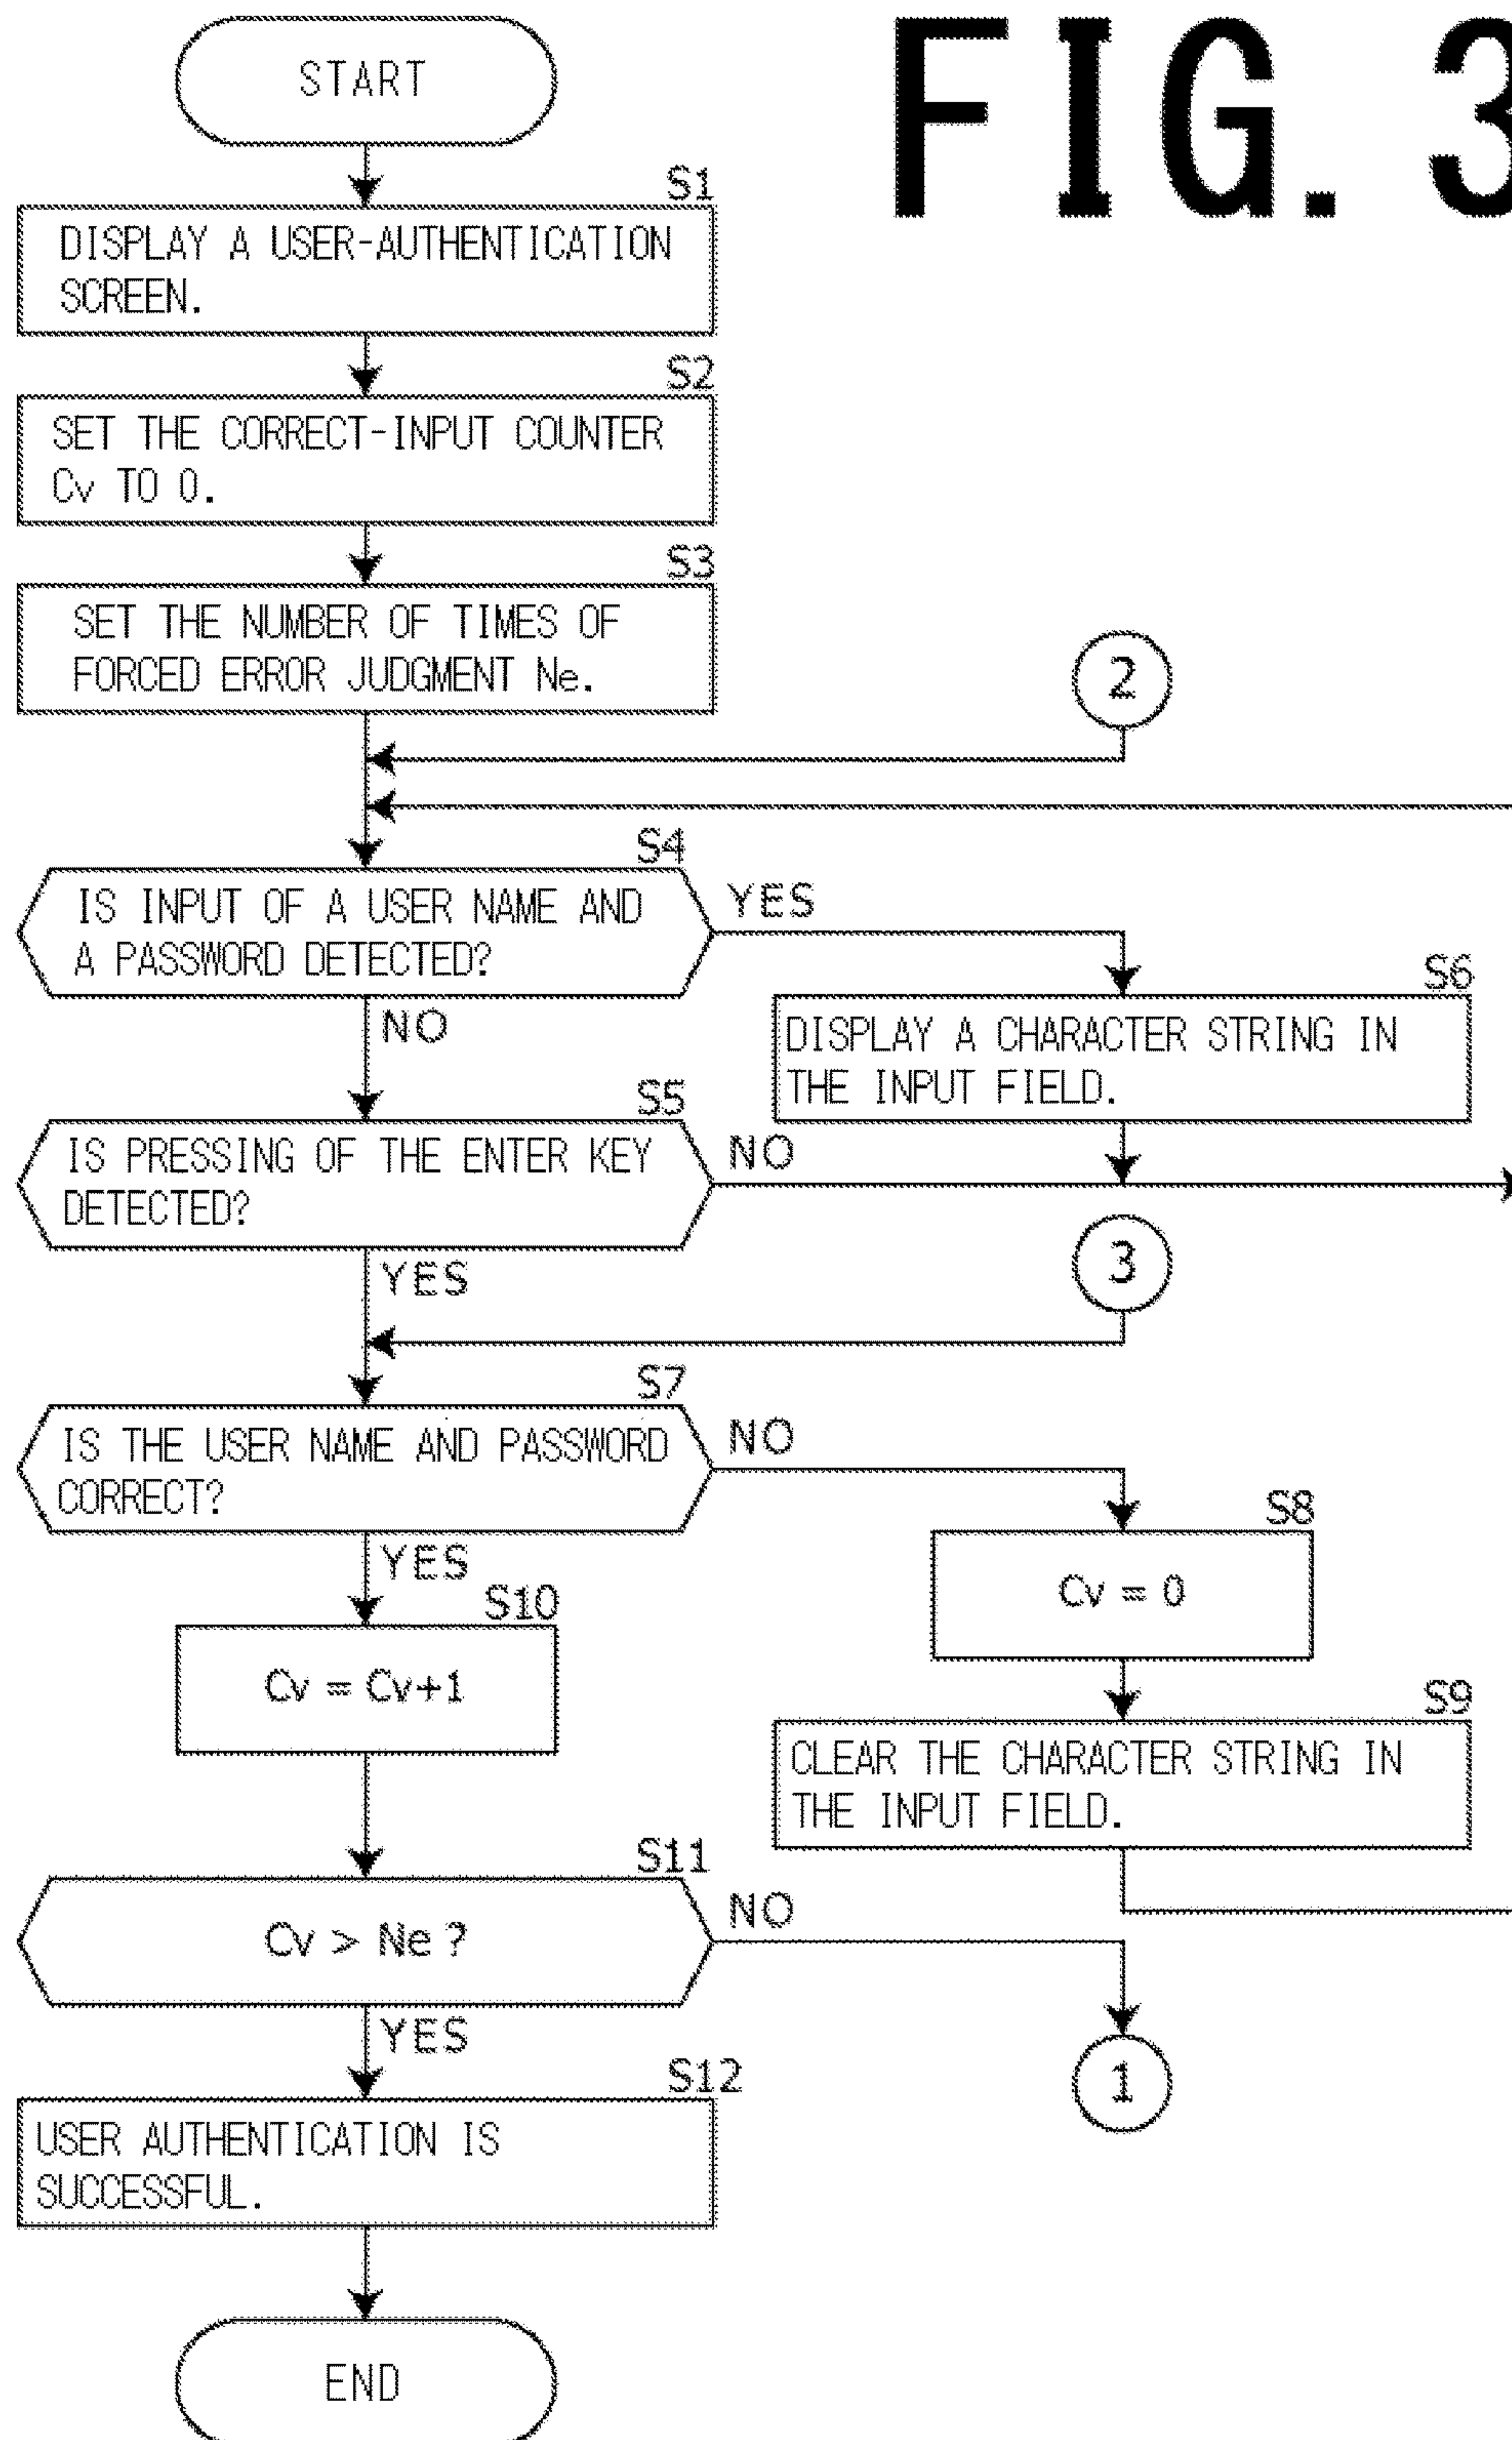 FIG. 3
START
S1
DISPLAY A USER-AUTHENTICATION
SCREEN.
S2
SET THE CORRECT-INPUT COUNTER
Cv TO 0.
S3
SET THE NUMBER OF TIMES OF
FORCED ERROR JUDGMENT Ne.
2
S4
IS INPUT OF A USER NAME AND
A PASSWORD DETECTED?
YES
NO
S6
DISPLAY A CHARACTER STRING IN
THE INPUT FIELD.
S5
IS PRESSING OF THE ENTER KEY
DETECTED?
NO
YES
3
S7
IS THE USER NAME AND PASSWORD
CORRECT?
NO
YES
S8
Cv = 0
S10
Cv = Cv+1
S9
CLEAR THE CHARACTER STRING IN
THE INPUT FIELD.
S11
Cv > Ne ?
NO
YES
1
S12
USER AUTHENTICATION IS
SUCCESSFUL.
END